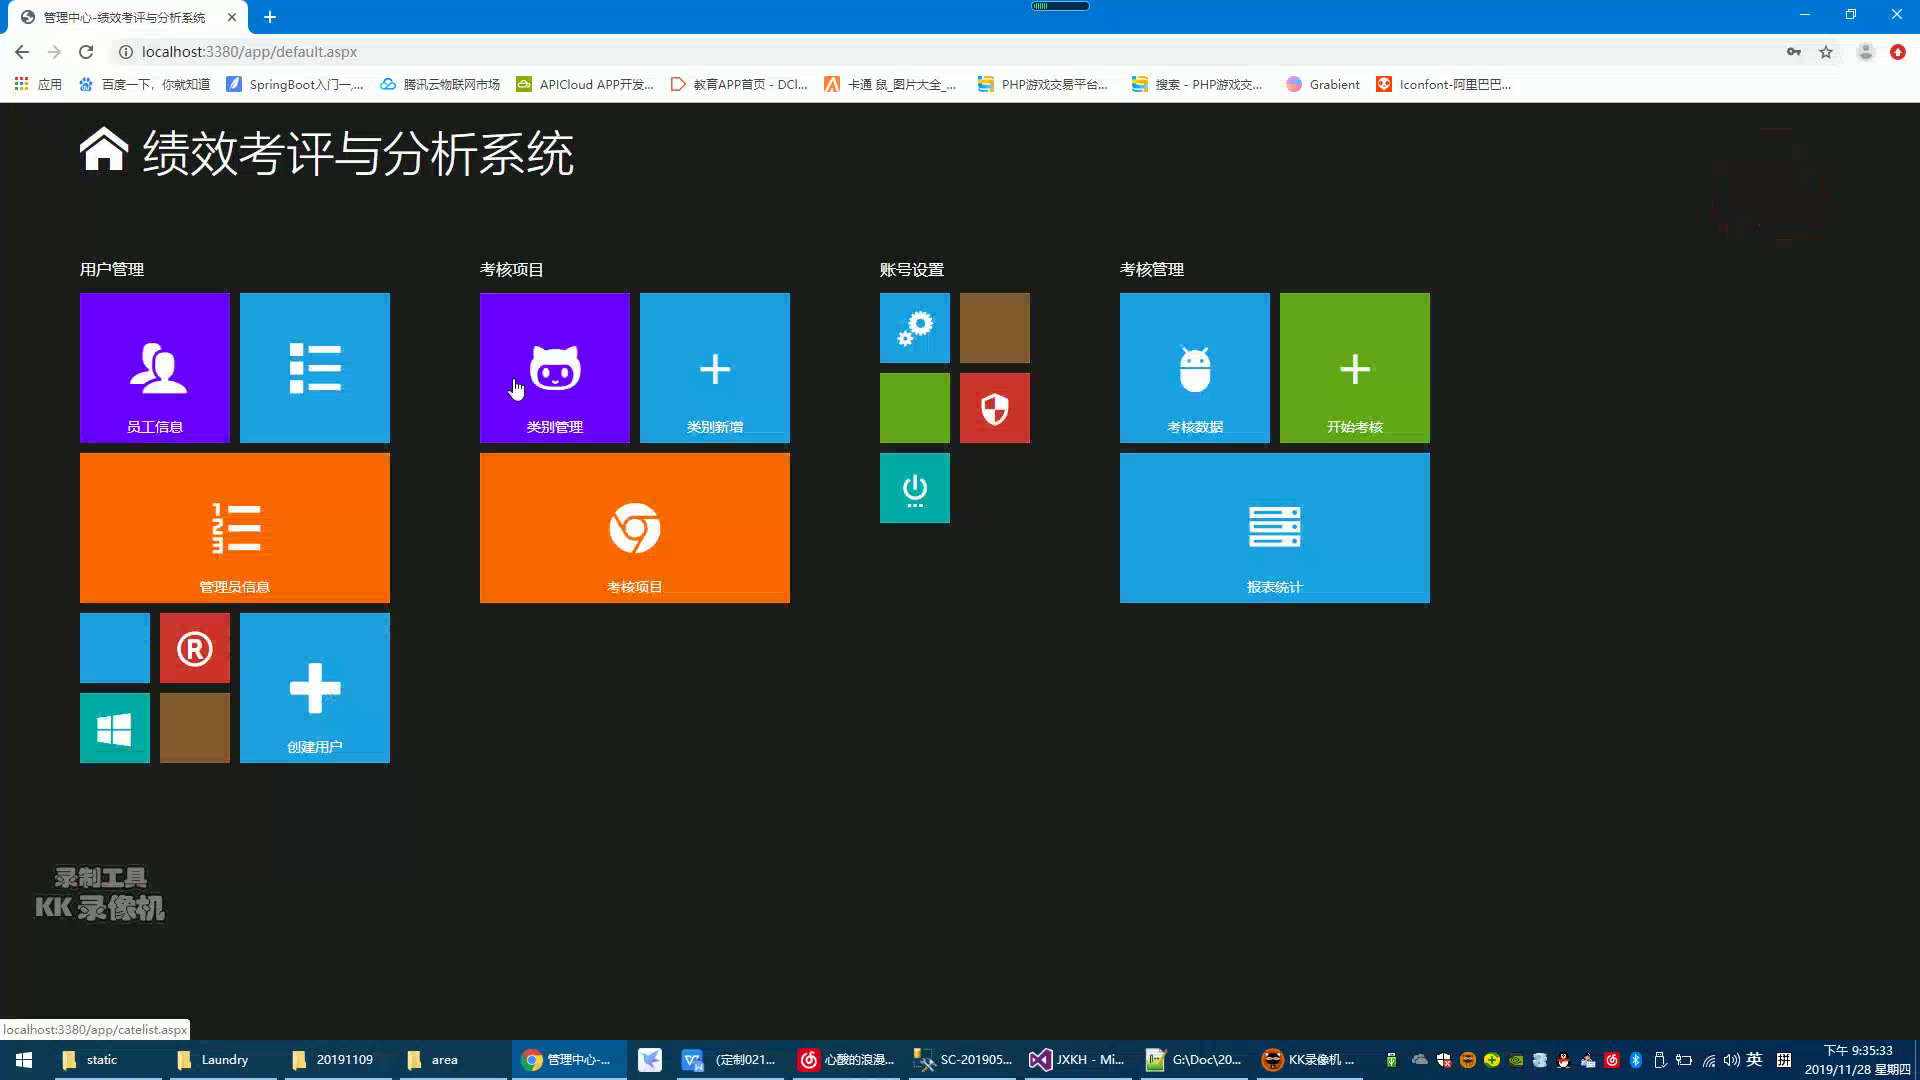 管理中心-绩效考评与分析系统
localhost:3380/app/default.aspx
应用
百度一下，你就知道
SpringBoot入门一,...
腾讯云物联网市场
APICloud APP开发...
教育APP首页 - DCl...
卡通 鼠_图片大全_...
PHP游戏交易平台...
搜索 - PHP游戏交...
Grabient
Iconfont-阿里巴巴...
绩效考评与分析系统
用户管理
考核项目
账号设置
考核管理
员工信息
类别管理
类别新增
考核数据
开始考核
管理员信息
考核项目
报表统计
创建用户
录制工具
KK 录像机
localhost:3380/app/catelist.aspx
static
Laundry
20191109
area
管理中心-...
(定制021...
心酸的浪漫...
SC-201905...
JXKH - Mi...
G:\Doc\20...
KK录像机 ...
英
拼
下午 9:35:33
2019/11/28 星期四